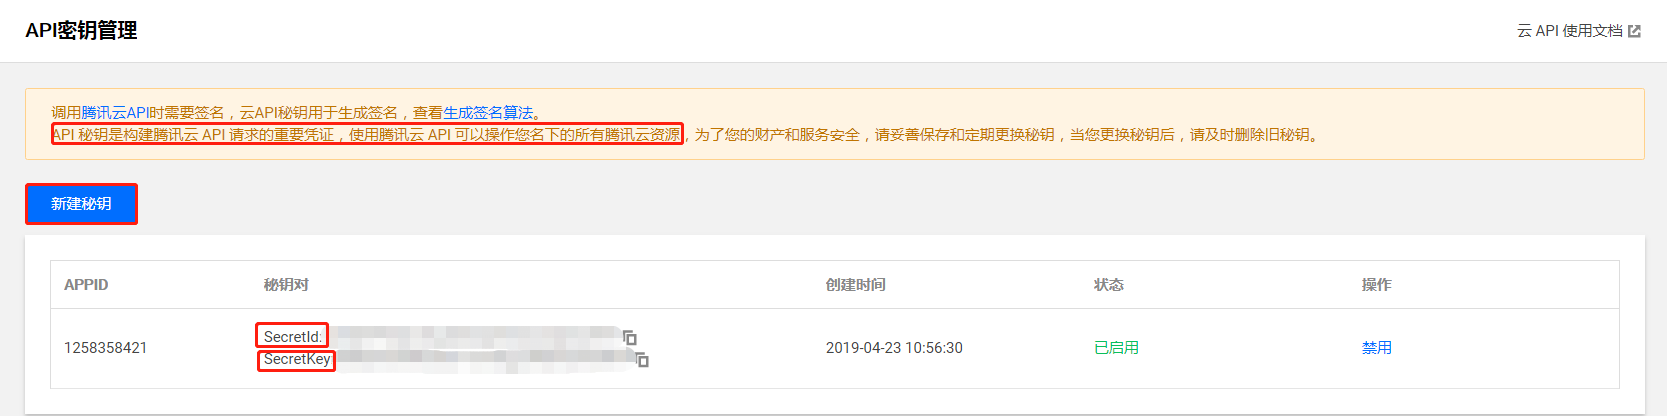 API密钥管理
云 API 使用文档
调用腾讯云API时需要签名，云API秘钥用于生成签名，查看生成签名算法。
API 秘钥是构建腾讯云 API 请求的重要凭证，使用腾讯云 API 可以操作您名下的所有腾讯云资源，为了您的财产和服务安全，请妥善保存和定期更换秘钥，当您更换秘钥后，请及时删除旧秘钥。
新建秘钥
APPID 秘钥对 创建时间 状态 操作
SecretId:
1258358421 2019-04-23 10:56:30 已启用 禁用
SecretKey